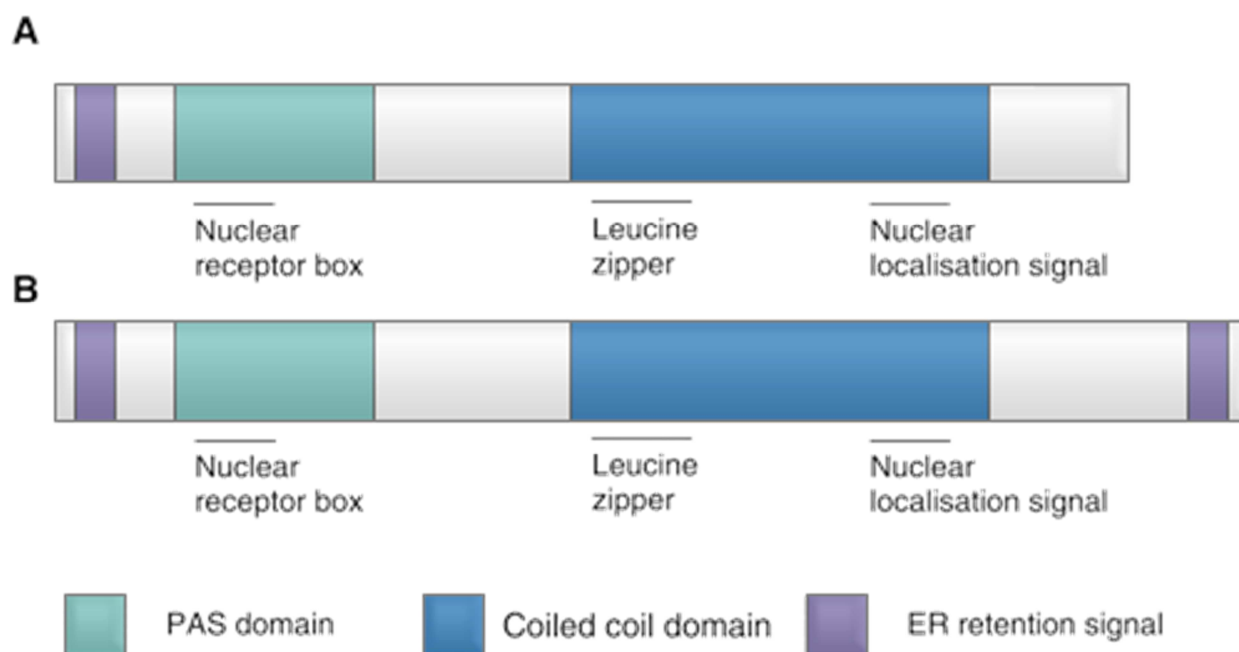 A
Nuclear
receptor box
Leucine
zipper
Nuclear
localisation signal
B
Nuclear
receptor box
Leucine
zipper
Nuclear
localisation signal
PAS domain
Coiled coil domain
ER retention signal